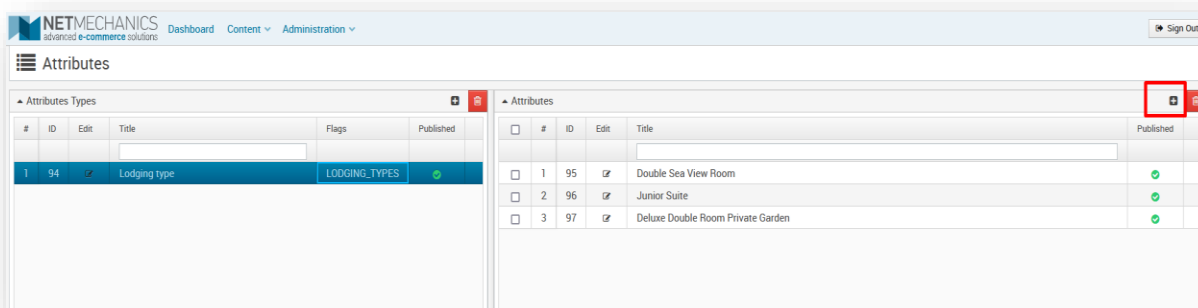 NETMECHANICS
advanced e-commerce solutions
Dashboard Content Administration
Sign Out
Attributes
Attributes Types
# ID Edit Title Flags Published
1 94 Lodging type LODGING_TYPES
Attributes
# ID Edit Title Published
1 95 Double Sea View Room
2 96 Junior Suite
3 97 Deluxe Double Room Private Garden